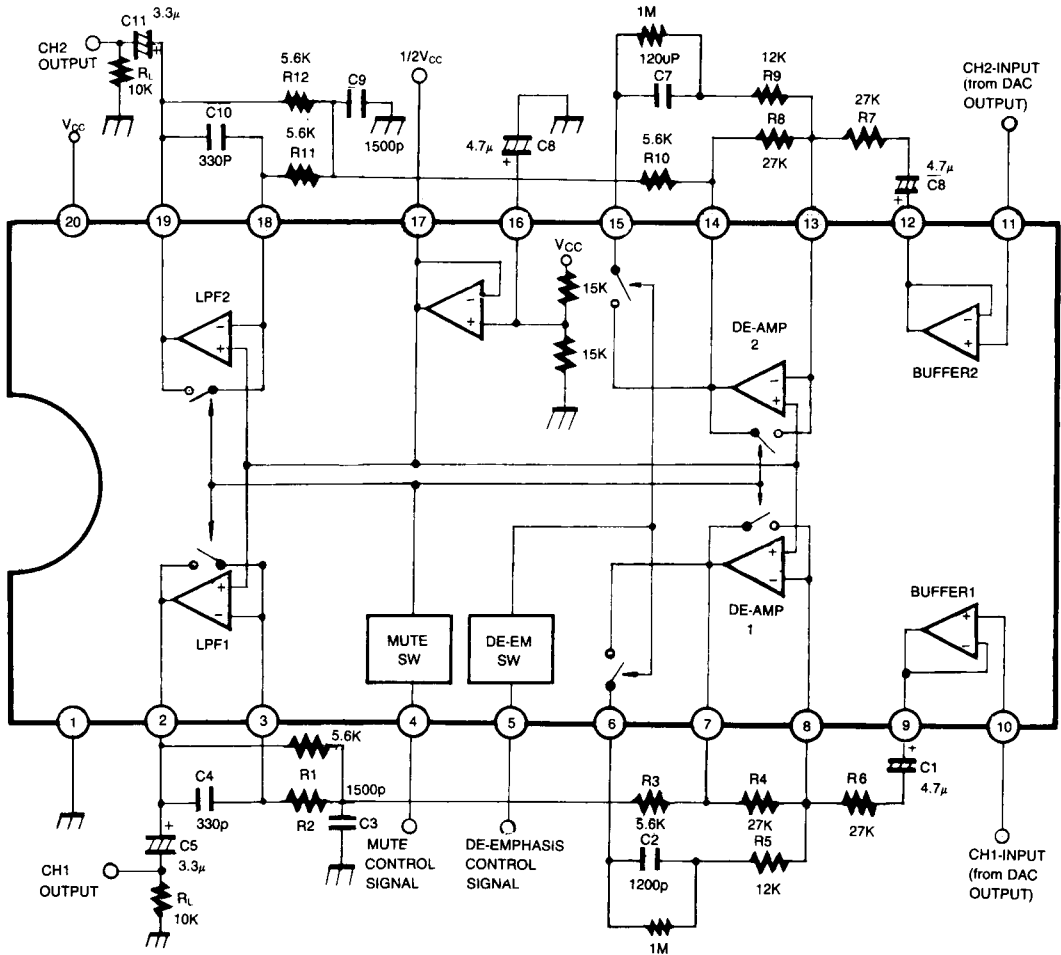 C11 3.3μ
CH2
OUTPUT
RL
10K
VCC
C10
330P
5.6K
R12
5.6K
R11
C9
1500p
1/2VCC
4.7μ
C8
1M
120uP
C7
5.6K
R10
12K
R9
R8
27K
27K
R7
4.7μ
C8
CH2-INPUT
(from DAC
OUTPUT)
20
19
18
17
16
15
14
13
12
11
LPF2
-
+
-
+
VCC
15K
15K
DE-AMP
2
-
+
-
+
BUFFER2
+
-
LPF1
MUTE
SW
DE-EM
SW
+
-
DE-AMP
1
BUFFER1
+
-
1
2
3
4
5
6
7
8
9
10
5.6K
R1
C4
330p
R2
1500p
C3
+
C5
3.3μ
CH1
OUTPUT
RL
10K
MUTE
CONTROL
SIGNAL
DE-EMPHASIS
CONTROL
SIGNAL
R3
5.6K
C2
1200p
1M
R4
27K
R5
12K
R6
27K
+
C1
4.7μ
CH1-INPUT
(from DAC
OUTPUT)